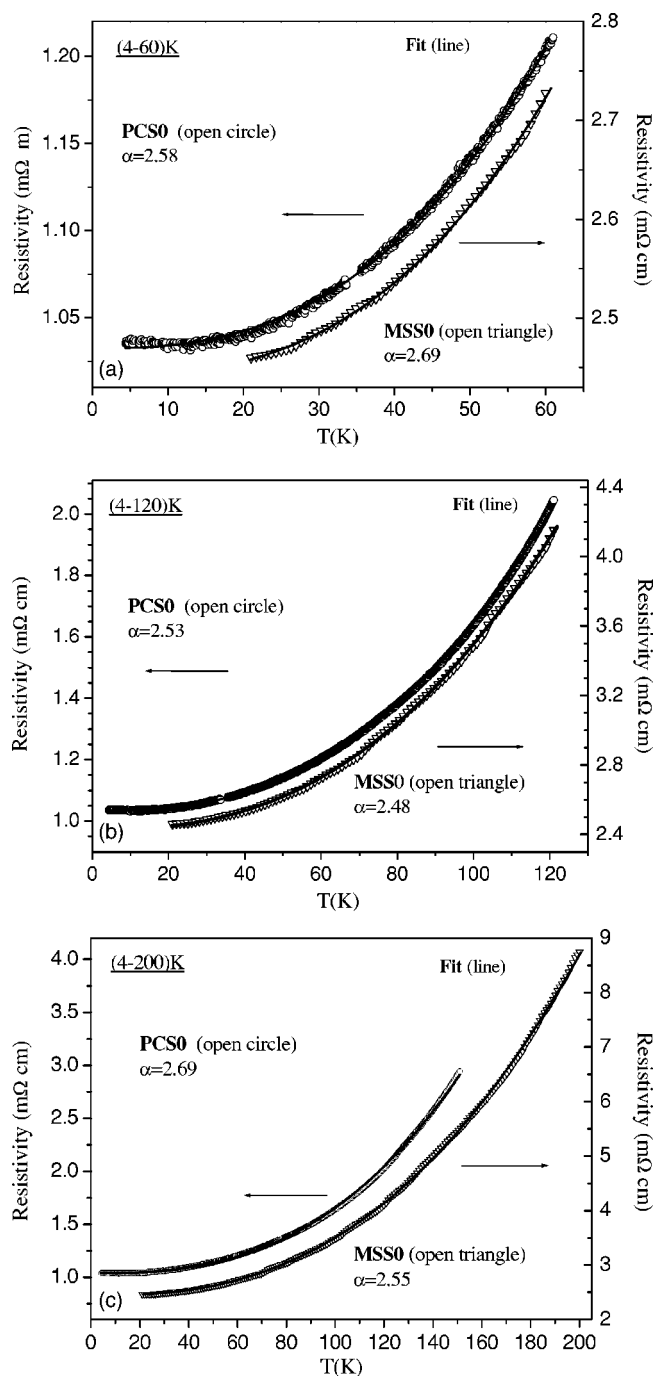 (4-60)K
Fit (line)
PCS0 (open circle)
α=2.58
MSS0 (open triangle)
α=2.69
(a)
1.20
1.15
1.10
1.05
Resistivity (mΩ m)
2.8
2.7
2.6
2.5
Resistivity (mΩ cm)
0 10 20 30 40 50 60
T(K)
(4-120)K
Fit (line)
PCS0 (open circle)
α=2.53
MSS0 (open triangle)
α=2.48
(b)
2.0
1.8
1.6
1.4
1.2
1.0
Resistivity (mΩ cm)
4.4
4.0
3.6
3.2
2.8
2.4
Resistivity (mΩ cm)
0 20 40 60 80 100 120
T(K)
(4-200)K
Fit (line)
PCS0 (open circle)
α=2.69
MSS0 (open triangle)
α=2.55
(c)
4.0
3.5
3.0
2.5
2.0
1.5
1.0
Resistivity (mΩ cm)
9
8
7
6
5
4
3
2
Resistivity (mΩ cm)
0 20 40 60 80 100 120 140 160 180 200
T(K)